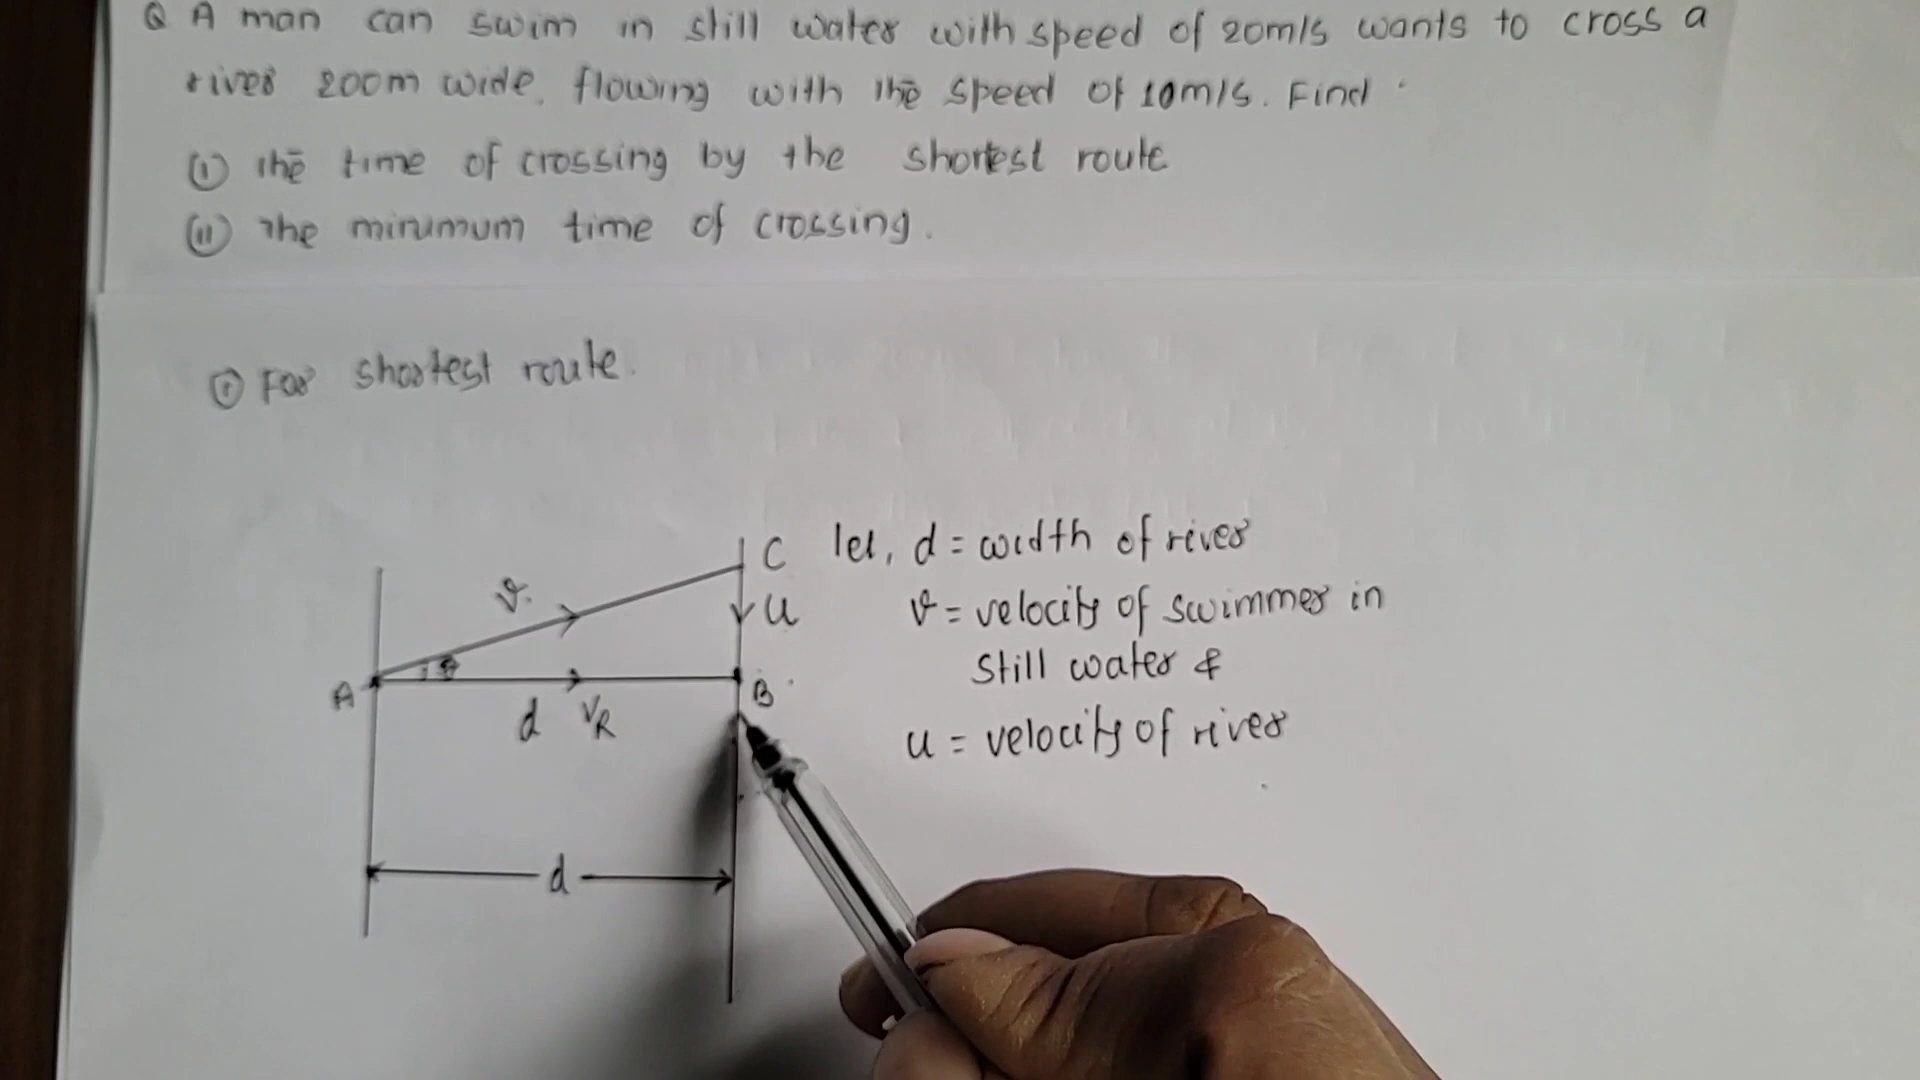 Q A man can swim in still water with speed of 20m/s wants to cross a
river 200m wide, flowing with the speed of 10m/s. Find
(i) the time of crossing by the shortest route
(ii) The minimum time of crossing.
(i) For shortest route.
C
v
u
A
θ
B
d VR
d
let, d = width of river
v = velocity of swimmer in
still water &
u = velocity of river